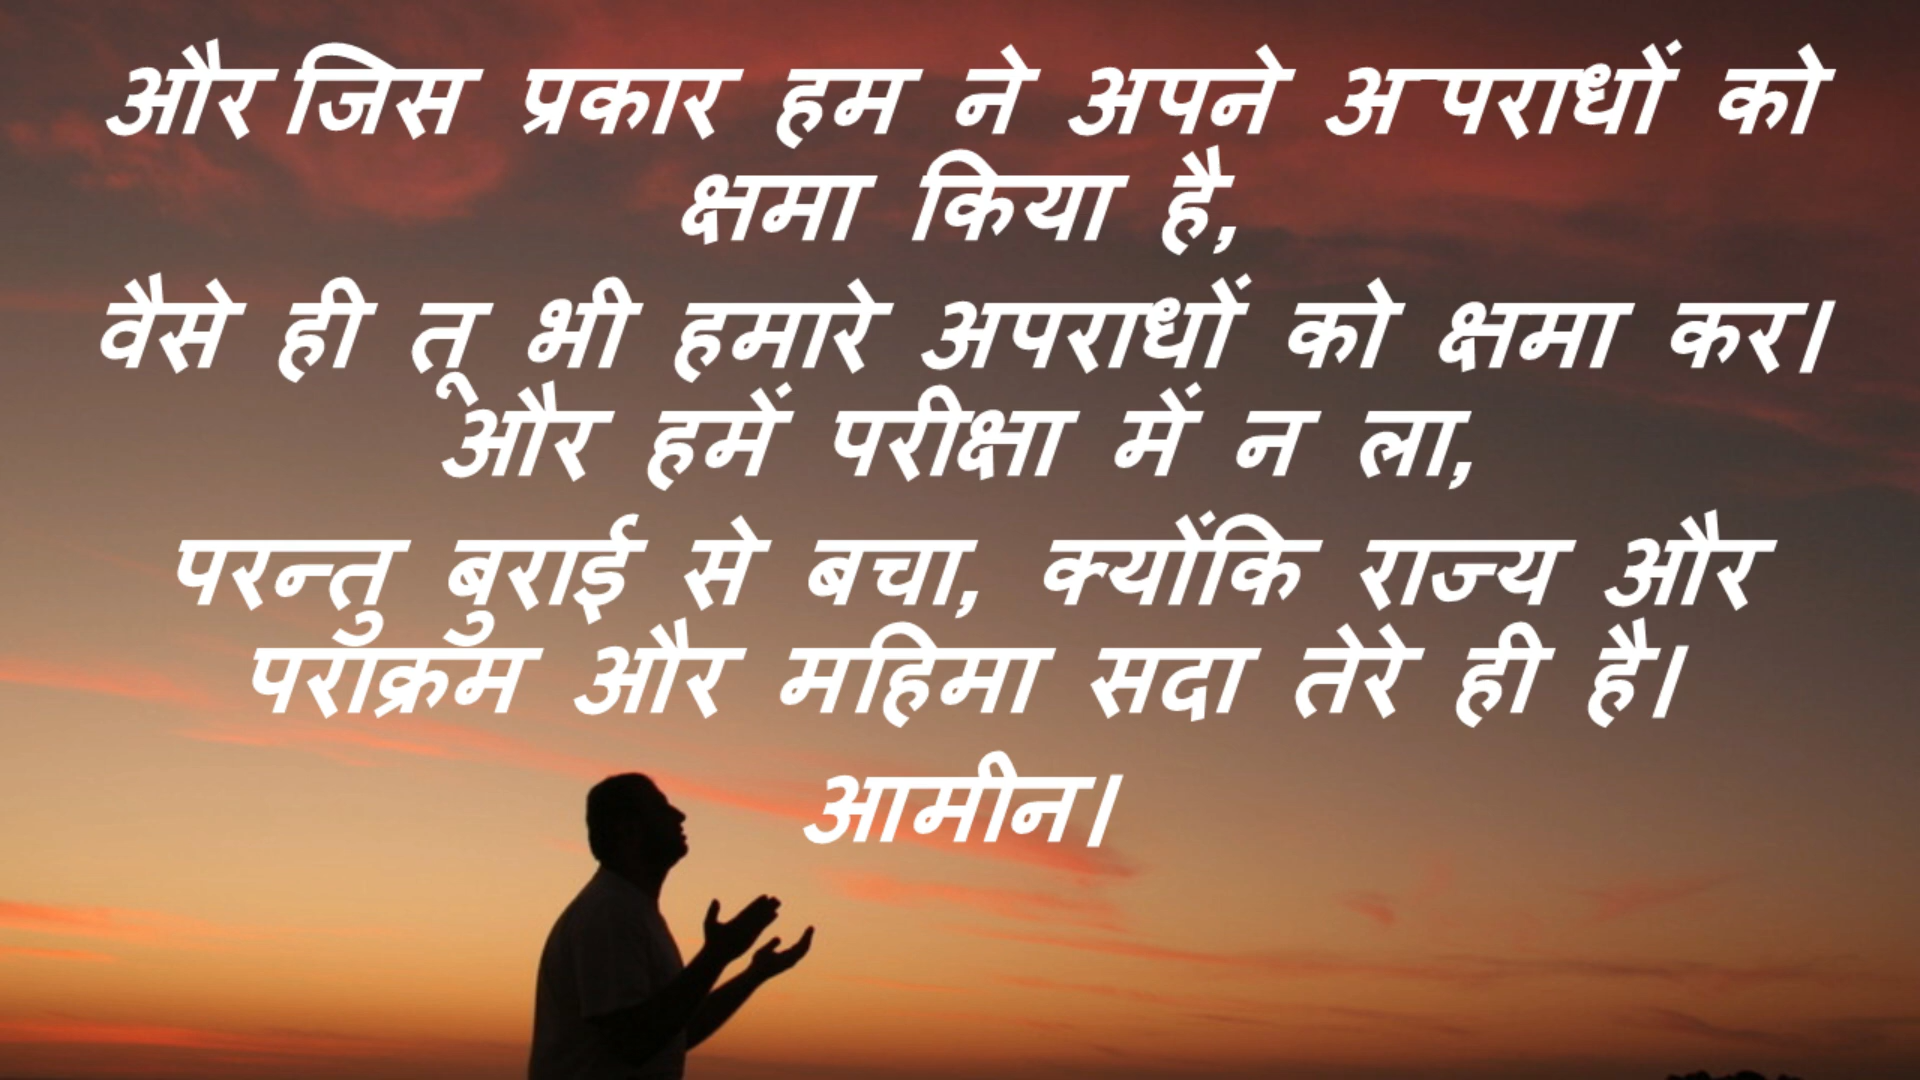 और जिस प्रकार हम ने अपने अ-पराधों को
क्षमा किया है,
वैसे ही तू भी हमारे अपराधों को क्षमा कर।
और हमें परीक्षा में न ला,
परन्तु बुराई से बचा, क्योंकि राज्य और
पराक्रम और महिमा सदा तेरे ही है।
आमीन।